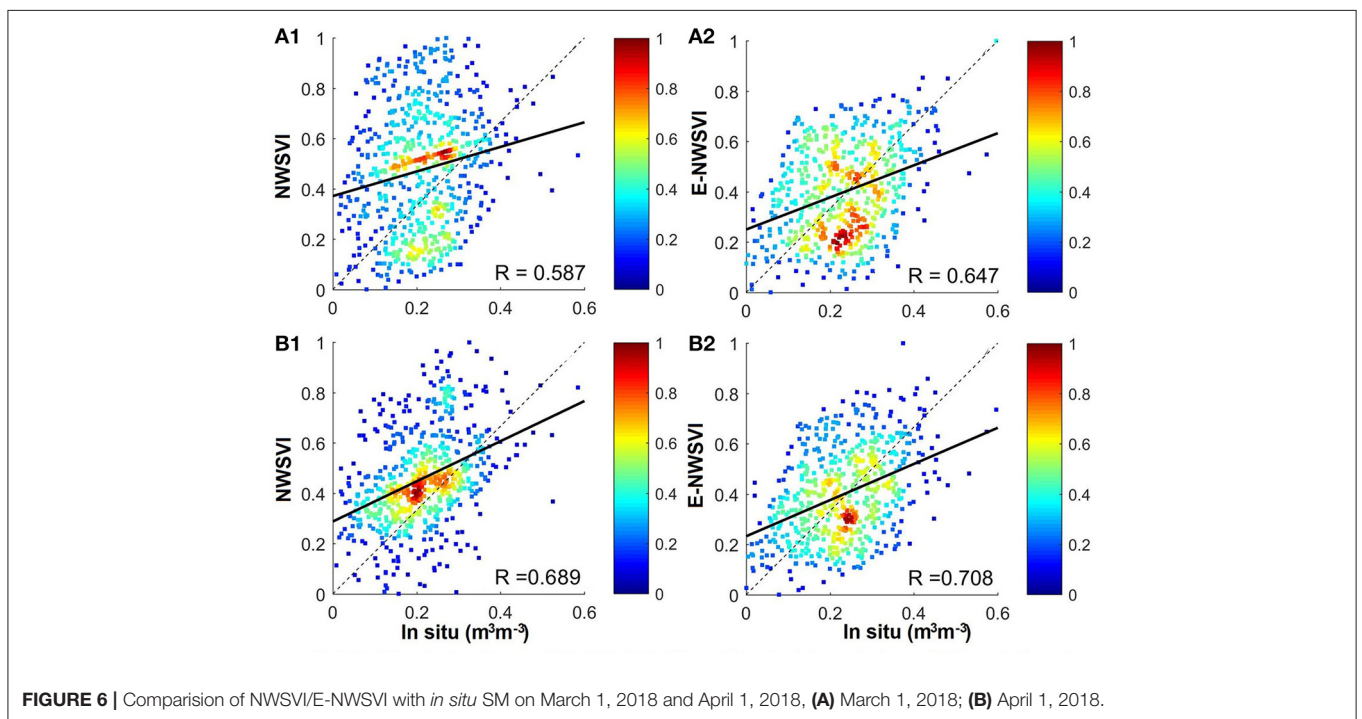 A1
NWSVI
1
0.8
0.6
0.4
0.2
0
0 0.2 0.4 0.6
R = 0.587
1
0.8
0.6
0.4
0.2
0
A2
E-NWSVI
1
0.8
0.6
0.4
0.2
0
0 0.2 0.4 0.6
R = 0.647
1
0.8
0.6
0.4
0.2
0
B1
NWSVI
1
0.8
0.6
0.4
0.2
0
0 0.2 0.4 0.6
In situ (m³m⁻³)
R =0.689
1
0.8
0.6
0.4
0.2
0
B2
E-NWSVI
1
0.8
0.6
0.4
0.2
0
0 0.2 0.4 0.6
In situ (m³m⁻³)
R =0.708
1
0.8
0.6
0.4
0.2
0
FIGURE 6 | Comparision of NWSVI/E-NWSVI with in situ SM on March 1, 2018 and April 1, 2018, (A) March 1, 2018; (B) April 1, 2018.